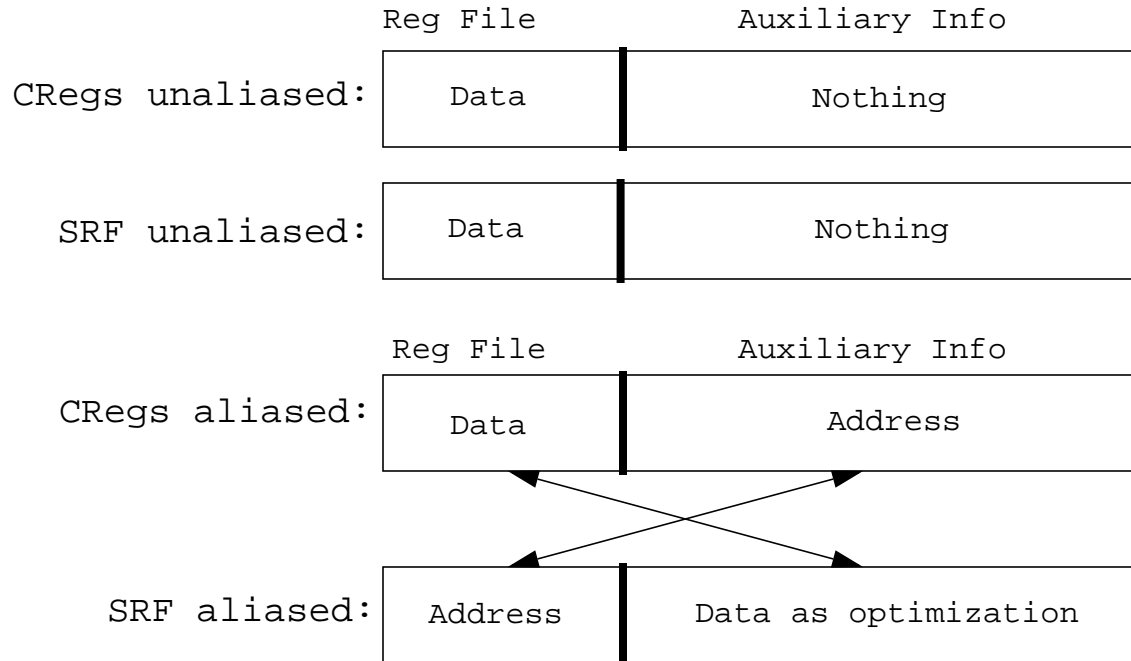 Reg File Auxiliary Info
CRegs unaliased: Data Nothing
SRF unaliased: Data Nothing
Reg File Auxiliary Info
CRegs aliased: Data Address
SRF aliased: Address Data as optimization